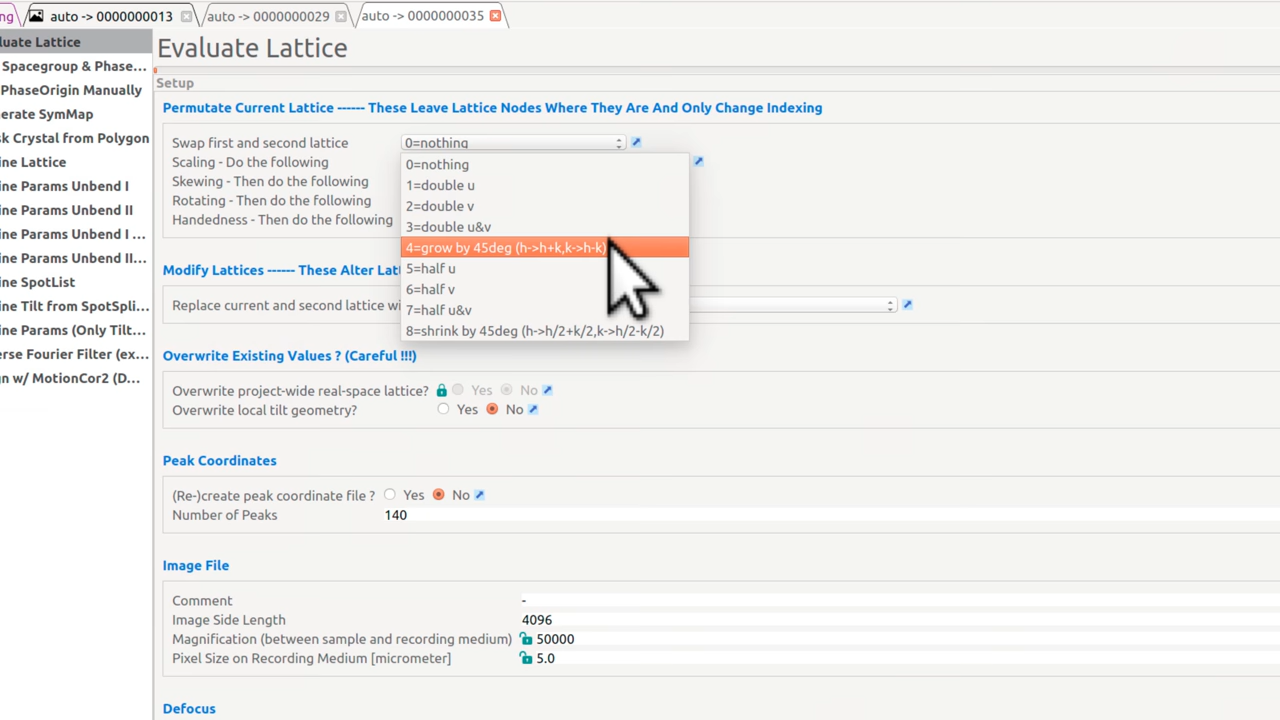 ng
auto -> 0000000013
auto -> 0000000029
auto -> 0000000035
luate Lattice
Spacegroup & Phase...
PhaseOrigin Manually
erate SymMap
k Crystal from Polygon
ine Lattice
ine Params Unbend I
ine Params Unbend II
ine Params Unbend I ...
ine Params Unbend II...
ine SpotList
ine Tilt from SpotSpli...
ine Params (Only Tilt...
erse Fourier Filter (ex...
n w/ MotionCor2 (D...
Evaluate Lattice
Setup
Permutate Current Lattice ------ These Leave Lattice Nodes Where They Are And Only Change Indexing
Swap first and second lattice
0=nothing
Scaling - Do the following
Skewing - Then do the following
Rotating - Then do the following
Handedness - Then do the following
0=nothing
1=double u
2=double v
3=double u&v
4=grow by 45deg (h->h+k,k->h-k)
5=half u
6=half v
7=half u&v
8=shrink by 45deg (h->h/2+k/2,k->h/2-k/2)
Modify Lattices ------ These Alter Lat
Replace current and second lattice wi
Overwrite Existing Values ? (Careful !!!)
Overwrite project-wide real-space lattice? Yes No
Overwrite local tilt geometry? Yes No
Peak Coordinates
(Re-)create peak coordinate file ? Yes No
Number of Peaks 140
Image File
Comment -
Image Side Length 4096
Magnification (between sample and recording medium) 50000
Pixel Size on Recording Medium [micrometer] 5.0
Defocus